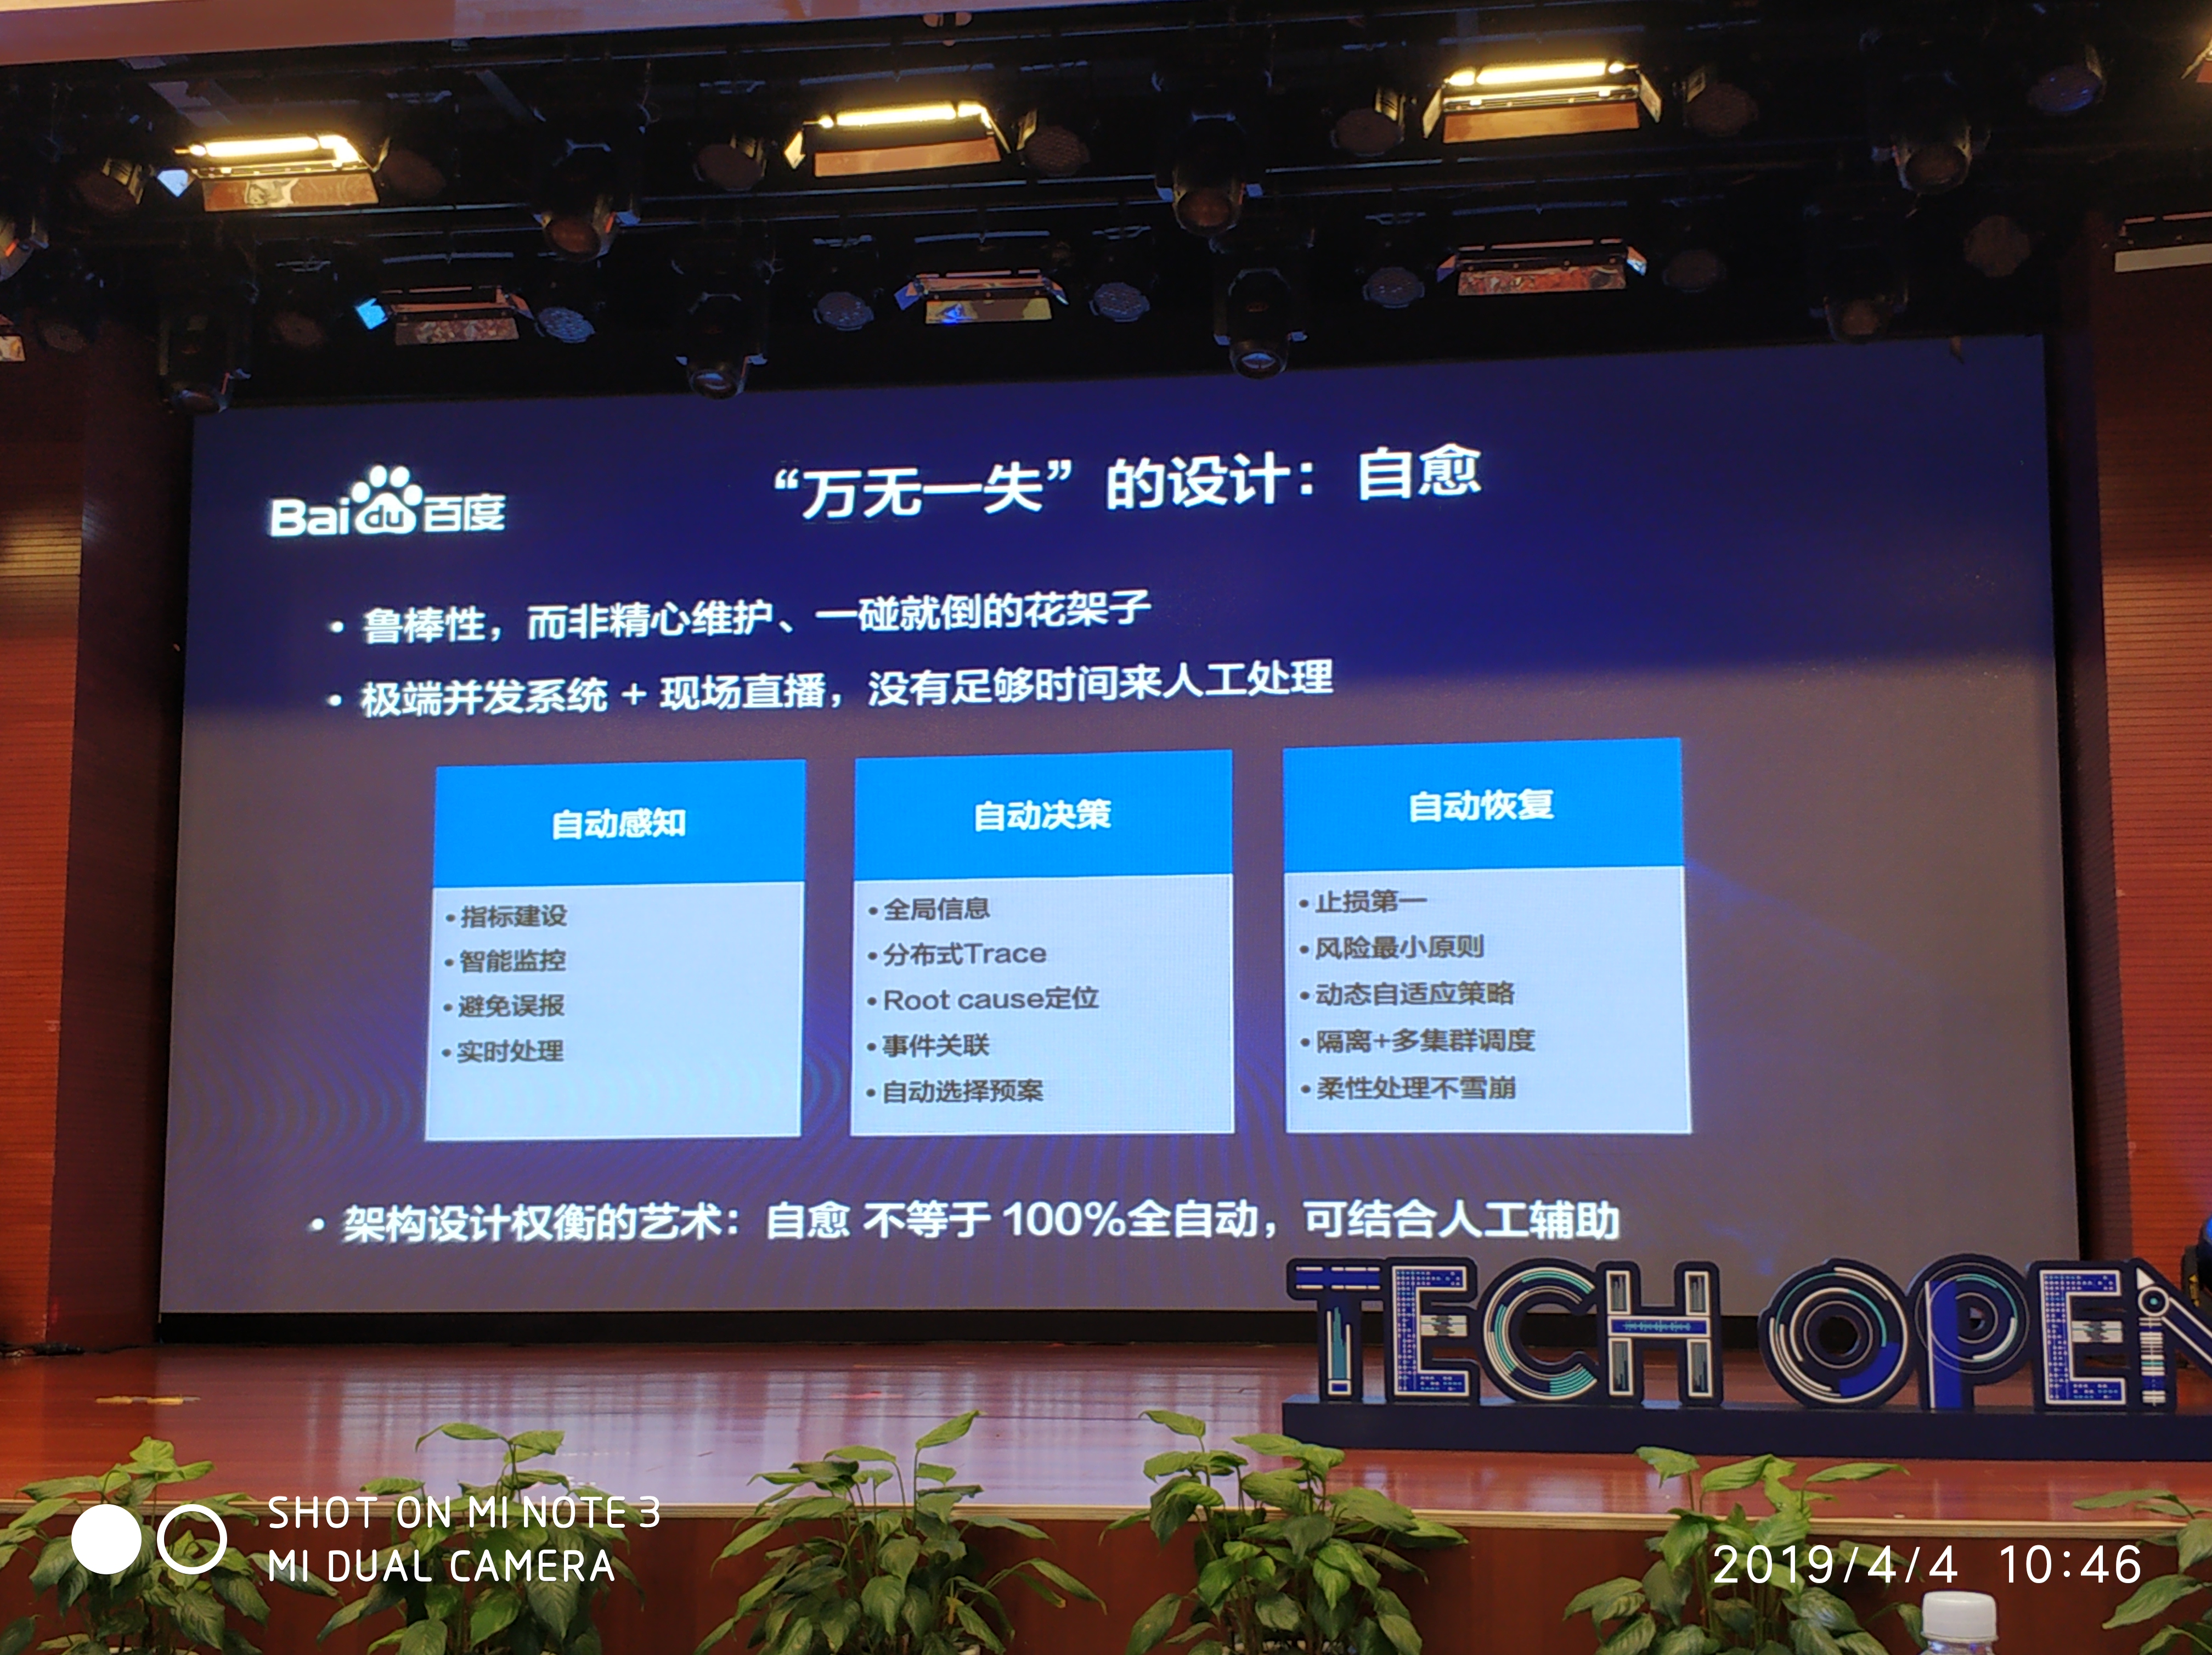 Baidu百度
“万无一失”的设计：自愈
• 鲁棒性，而非精心维护、一碰就倒的花架子
• 极端并发系统 + 现场直播，没有足够时间来人工处理
自动感知
• 指标建设
• 智能监控
• 避免误报
• 实时处理
自动决策
• 全局信息
• 分布式Trace
• Root cause定位
• 事件关联
• 自动选择预案
自动恢复
• 止损第一
• 风险最小原则
• 动态自适应策略
• 隔离+多集群调度
• 柔性处理不雪崩
• 架构设计权衡的艺术：自愈 不等于 100%全自动，可结合人工辅助
TECH OPEN
SHOT ON MI NOTE 3
MI DUAL CAMERA
2019/4/4 10:46